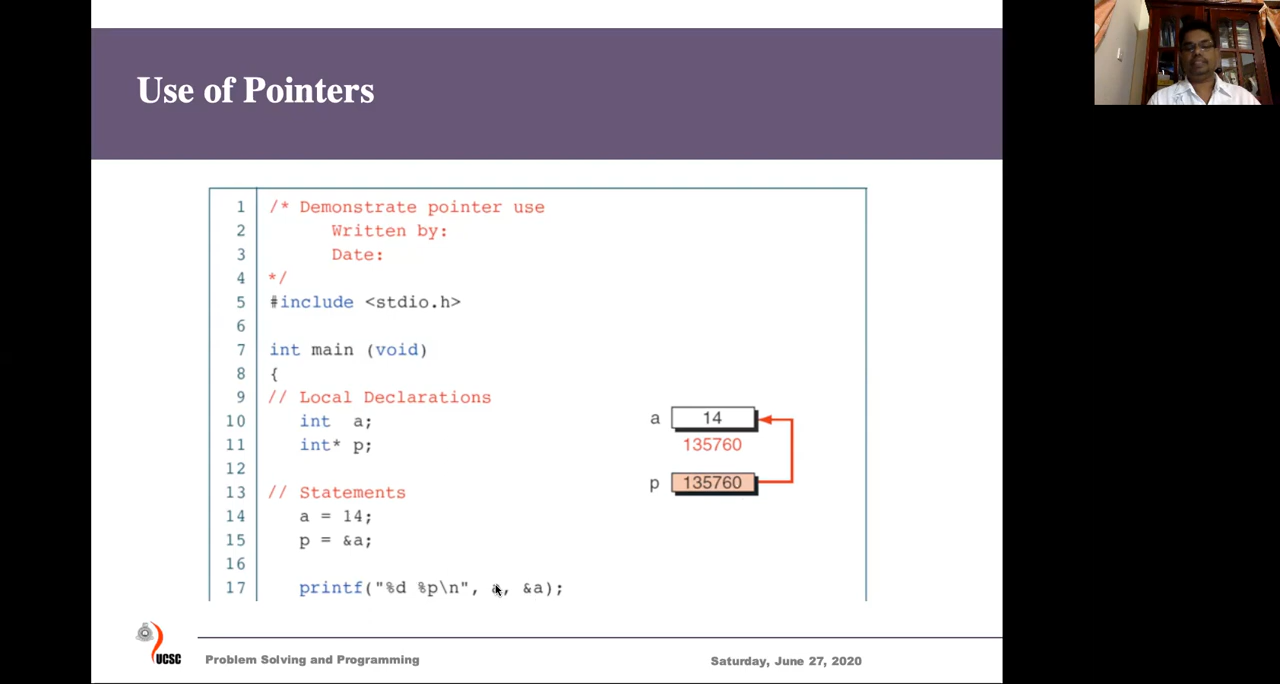 Use of Pointers
1 /* Demonstrate pointer use
2 Written by:
3 Date:
4 */
5 #include <stdio.h>
6
7 int main (void)
8 {
9 // Local Declarations
10 int a;
11 int* p;
12
13 // Statements
14 a = 14;
15 p = &a;
16
17 printf("%d %p\n", a, &a);
a 14
135760
p 135760
UCSC
Problem Solving and Programming
Saturday, June 27, 2020